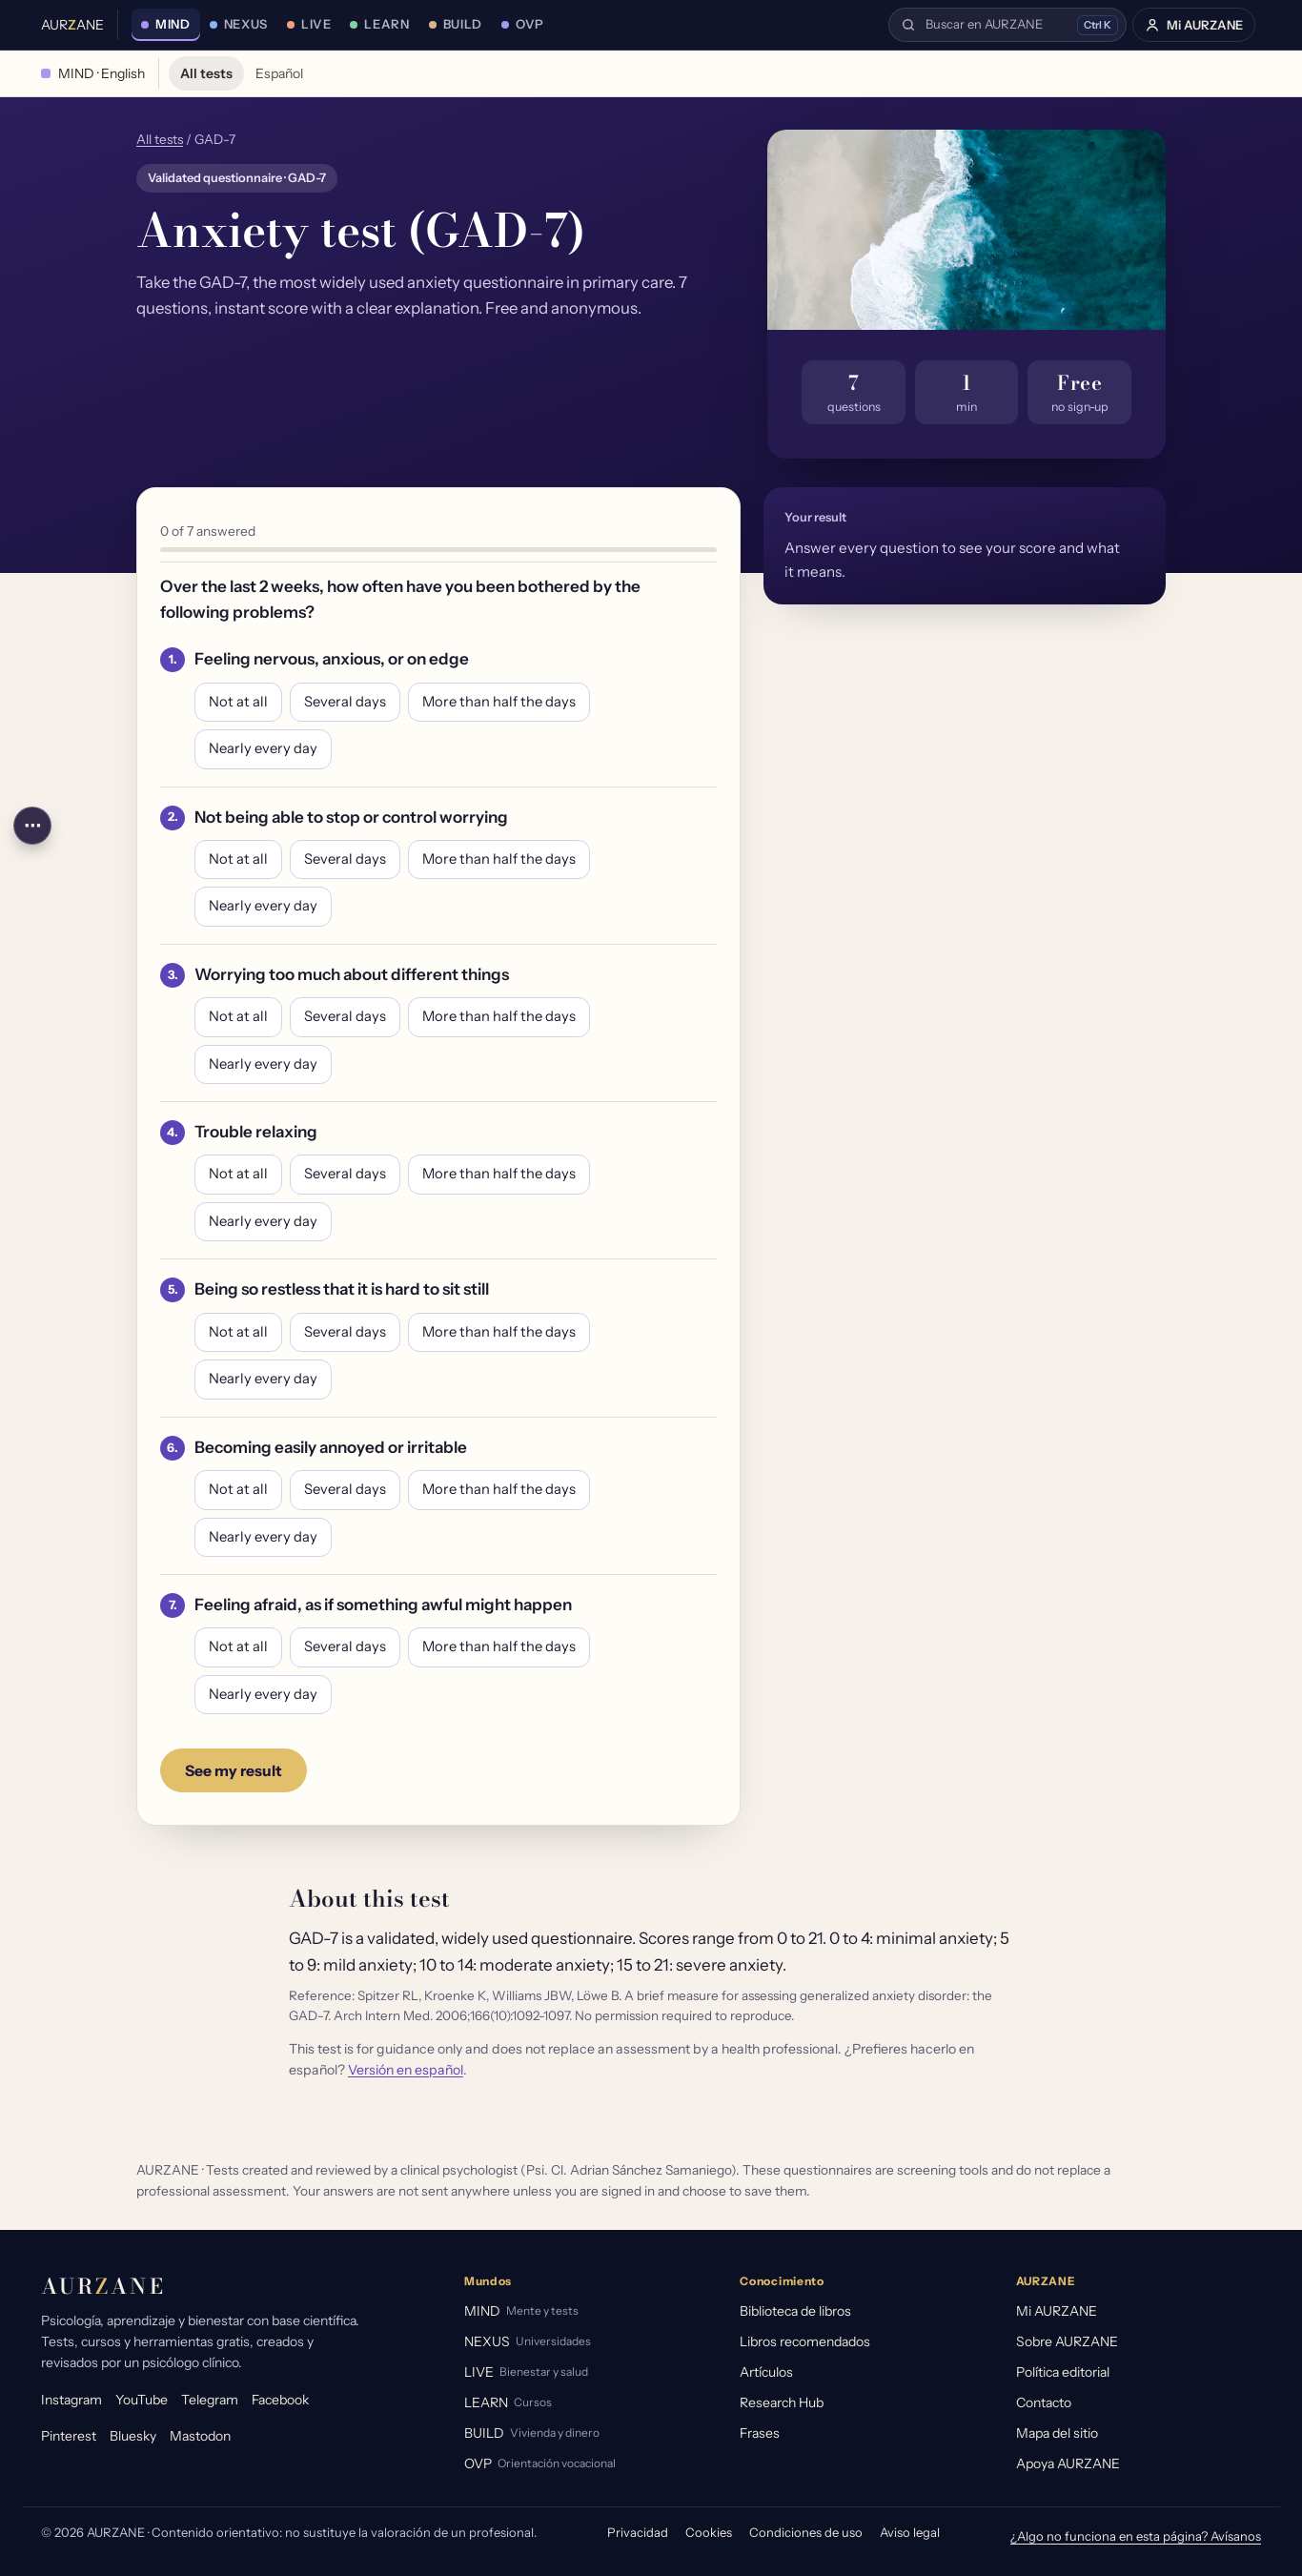 AURZANE
MIND NEXUS LIVE LEARN BUILD OVP
Buscar en AURZANE Ctrl K
Mi AURZANE
MIND · English
All tests Español
All tests / GAD-7
Validated questionnaire · GAD-7
Anxiety test (GAD-7)
Take the GAD-7, the most widely used anxiety questionnaire in primary care. 7
questions, instant score with a clear explanation. Free and anonymous.
7 1 Free
questions min no sign-up
0 of 7 answered
Over the last 2 weeks, how often have you been bothered by the
following problems?
1. Feeling nervous, anxious, or on edge
Not at all Several days More than half the days
Nearly every day
2. Not being able to stop or control worrying
Not at all Several days More than half the days
Nearly every day
3. Worrying too much about different things
Not at all Several days More than half the days
Nearly every day
4. Trouble relaxing
Not at all Several days More than half the days
Nearly every day
5. Being so restless that it is hard to sit still
Not at all Several days More than half the days
Nearly every day
6. Becoming easily annoyed or irritable
Not at all Several days More than half the days
Nearly every day
7. Feeling afraid, as if something awful might happen
Not at all Several days More than half the days
Nearly every day
See my result
Your result
Answer every question to see your score and what
it means.
About this test
GAD-7 is a validated, widely used questionnaire. Scores range from 0 to 21. 0 to 4: minimal anxiety; 5
to 9: mild anxiety; 10 to 14: moderate anxiety; 15 to 21: severe anxiety.
Reference: Spitzer RL, Kroenke K, Williams JBW, Löwe B. A brief measure for assessing generalized anxiety disorder: the
GAD-7. Arch Intern Med. 2006;166(10):1092-1097. No permission required to reproduce.
This test is for guidance only and does not replace an assessment by a health professional. ¿Prefieres hacerlo en
español? Versión en español.
AURZANE · Tests created and reviewed by a clinical psychologist (Psi. Cl. Adrian Sánchez Samaniego). These questionnaires are screening tools and do not replace a
professional assessment. Your answers are not sent anywhere unless you are signed in and choose to save them.
AURZANE
Psicología, aprendizaje y bienestar con base científica.
Tests, cursos y herramientas gratis, creados y
revisados por un psicólogo clínico.
Instagram YouTube Telegram Facebook
Pinterest Bluesky Mastodon
Mundos
MIND Mente y tests
NEXUS Universidades
LIVE Bienestar y salud
LEARN Cursos
BUILD Vivienda y dinero
OVP Orientación vocacional
Conocimiento
Biblioteca de libros
Libros recomendados
Artículos
Research Hub
Frases
AURZANE
Mi AURZANE
Sobre AURZANE
Política editorial
Contacto
Mapa del sitio
Apoya AURZANE
© 2026 AURZANE · Contenido orientativo: no sustituye la valoración de un profesional.
Privacidad Cookies Condiciones de uso Aviso legal
¿Algo no funciona en esta página? Avísanos